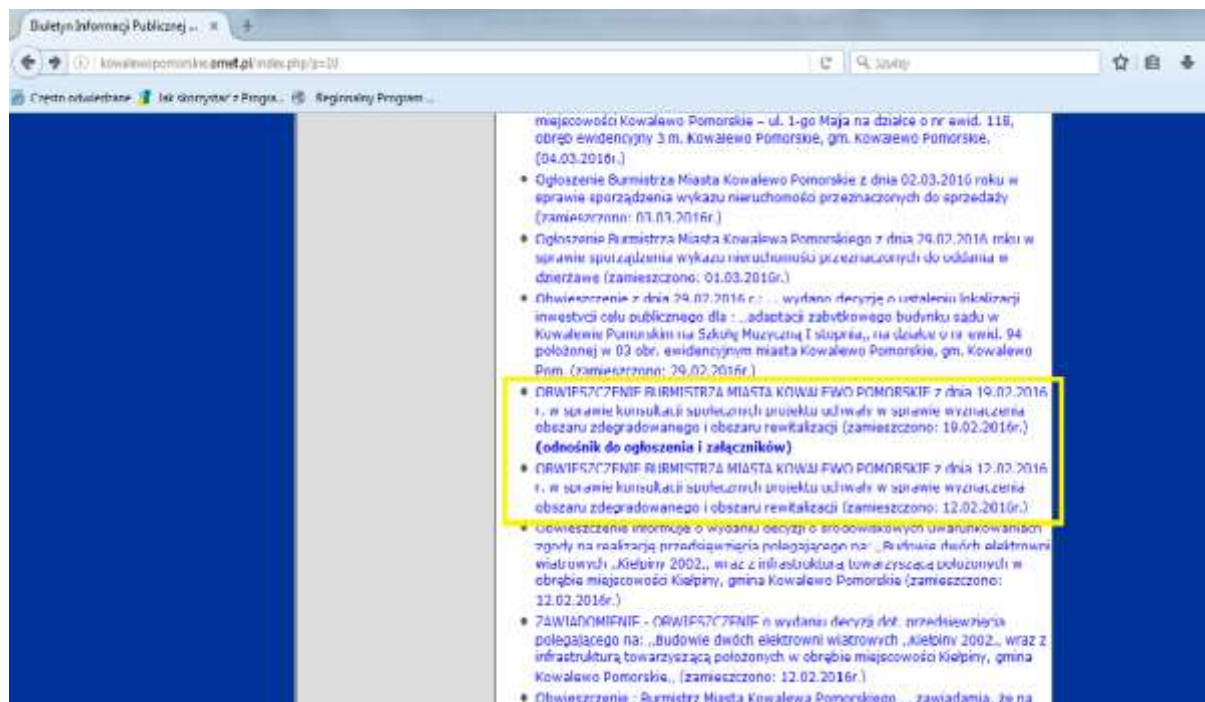 Biuletyn Informacji Publicznej ...
kowalewopomorskie.arnet.pl/index.php?p=10
szukaj
Często odwiedzane Jak skorzystać z Progra... Regionalny Program ...
miejscowości Kowalewo Pomorskie – ul. 1-go Maja na działce o nr ewid. 118,
obręb ewidencyjny 3 m. Kowalewo Pomorskie, gm. Kowalewo Pomorskie.
(04.03.2016r.)
Ogłoszenie Burmistrza Miasta Kowalewo Pomorskie z dnia 02.03.2016 roku w
sprawie sporządzenia wykazu nieruchomości przeznaczonych do sprzedaży
(zamieszczono: 03.03.2016r.)
Ogłoszenie Burmistrza Miasta Kowalewa Pomorskiego z dnia 29.02.2016 roku w
sprawie sporządzenia wykazu nieruchomości przeznaczonych do oddania w
dzierżawę (zamieszczono: 01.03.2016r.)
Obwieszczenie z dnia 29.02.2016 r.: ... wydano decyzję o ustaleniu lokalizacji
inwestycji celu publicznego dla : ,,adaptacji zabytkowego budynku sądu w
Kowalewie Pomorskim na Szkołę Muzyczną I stopnia,, na działce o nr ewid. 94
położonej w 03 obr. ewidencyjnym miasta Kowalewo Pomorskie, gm. Kowalewo
Pom. (zamieszczono: 29.02.2016r.)
OBWIESZCZENIE BURMISTRZA MIASTA KOWALEWO POMORSKIE z dnia 19.02.2016
r. w sprawie konsultacji społecznych projektu uchwały w sprawie wyznaczenia
obszaru zdegradowanego i obszaru rewitalizacji (zamieszczono: 19.02.2016r.)
(odnośnik do ogłoszenia i załączników)
OBWIESZCZENIE BURMISTRZA MIASTA KOWALEWO POMORSKIE z dnia 12.02.2016
r. w sprawie konsultacji społecznych projektu uchwały w sprawie wyznaczenia
obszaru zdegradowanego i obszaru rewitalizacji (zamieszczono: 12.02.2016r.)
Obwieszczenie informuje o wydaniu decyzji o środowiskowych uwarunkowaniach
zgody na realizację przedsięwzięcia polegającego na: ,,Budowie dwóch elektrowni
wiatrowych ,,Kiełpiny 2002,, wraz z infrastrukturą towarzyszącą położonych w
obrębie miejscowości Kiełpiny, gmina Kowalewo Pomorskie (zamieszczono:
12.02.2016r.)
ZAWIADOMIENIE - OBWIESZCZENIE o wydaniu decyzji dot. przedsięwzięcia
polegającego na: ,,Budowie dwóch elektrowni wiatrowych ,,Kiełpiny 2002,, wraz z
infrastrukturą towarzyszącą położonych w obrębie miejscowości Kiełpiny, gmina
Kowalewo Pomorskie,, (zamieszczono: 12.02.2016r.)
Obwieszczenie : Burmistrz Miasta Kowalewa Pomorskiego ... zawiadamia, że na